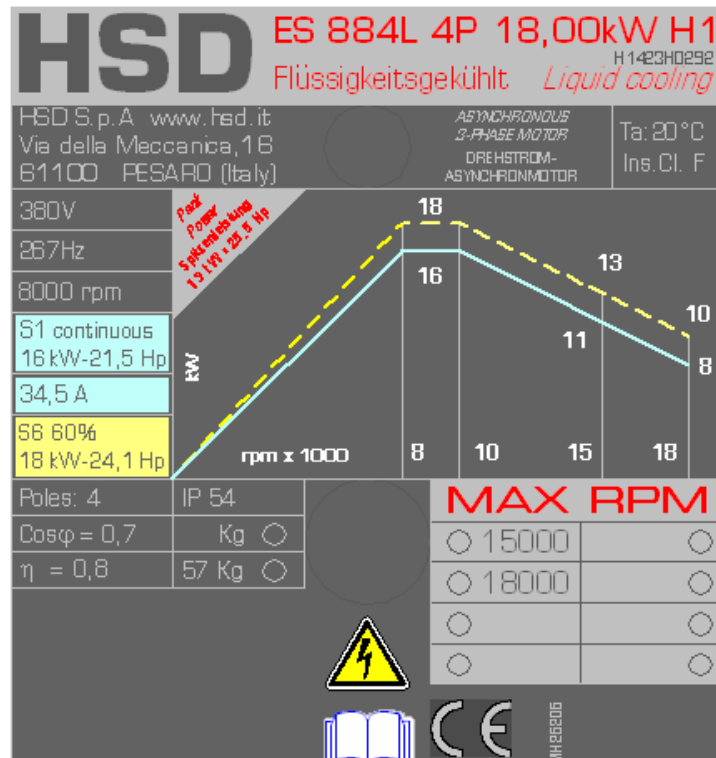 HSD
ES 884L 4P 18,00kW H1
H1423H0292
Flüssigkeitsgekühlt Liquid cooling
HSD S.p.A www.hsd.it
Via della Meccanica,16
61100 PESARO (Italy)
ASYNCHRONOUS
3-PHASE MOTOR
DREHSTROM-
ASYNCHRONMOTOR
Ta: 20°C
Ins.Cl. F
380V
267Hz
8000 rpm
S1 continuous
16 kW-21,5 Hp
34,5 A
S6 60%
18 kW-24,1 Hp
Peak
Power
Spitzenleistung
19 kW = 25,5 Hp
kW
18
16
13
11
10
8
rpm x 1000
8 10 15 18
Poles: 4 IP 54
Cosφ = 0,7 Kg
η = 0,8 57 Kg
MAX RPM
15000
18000
CE
MH26206